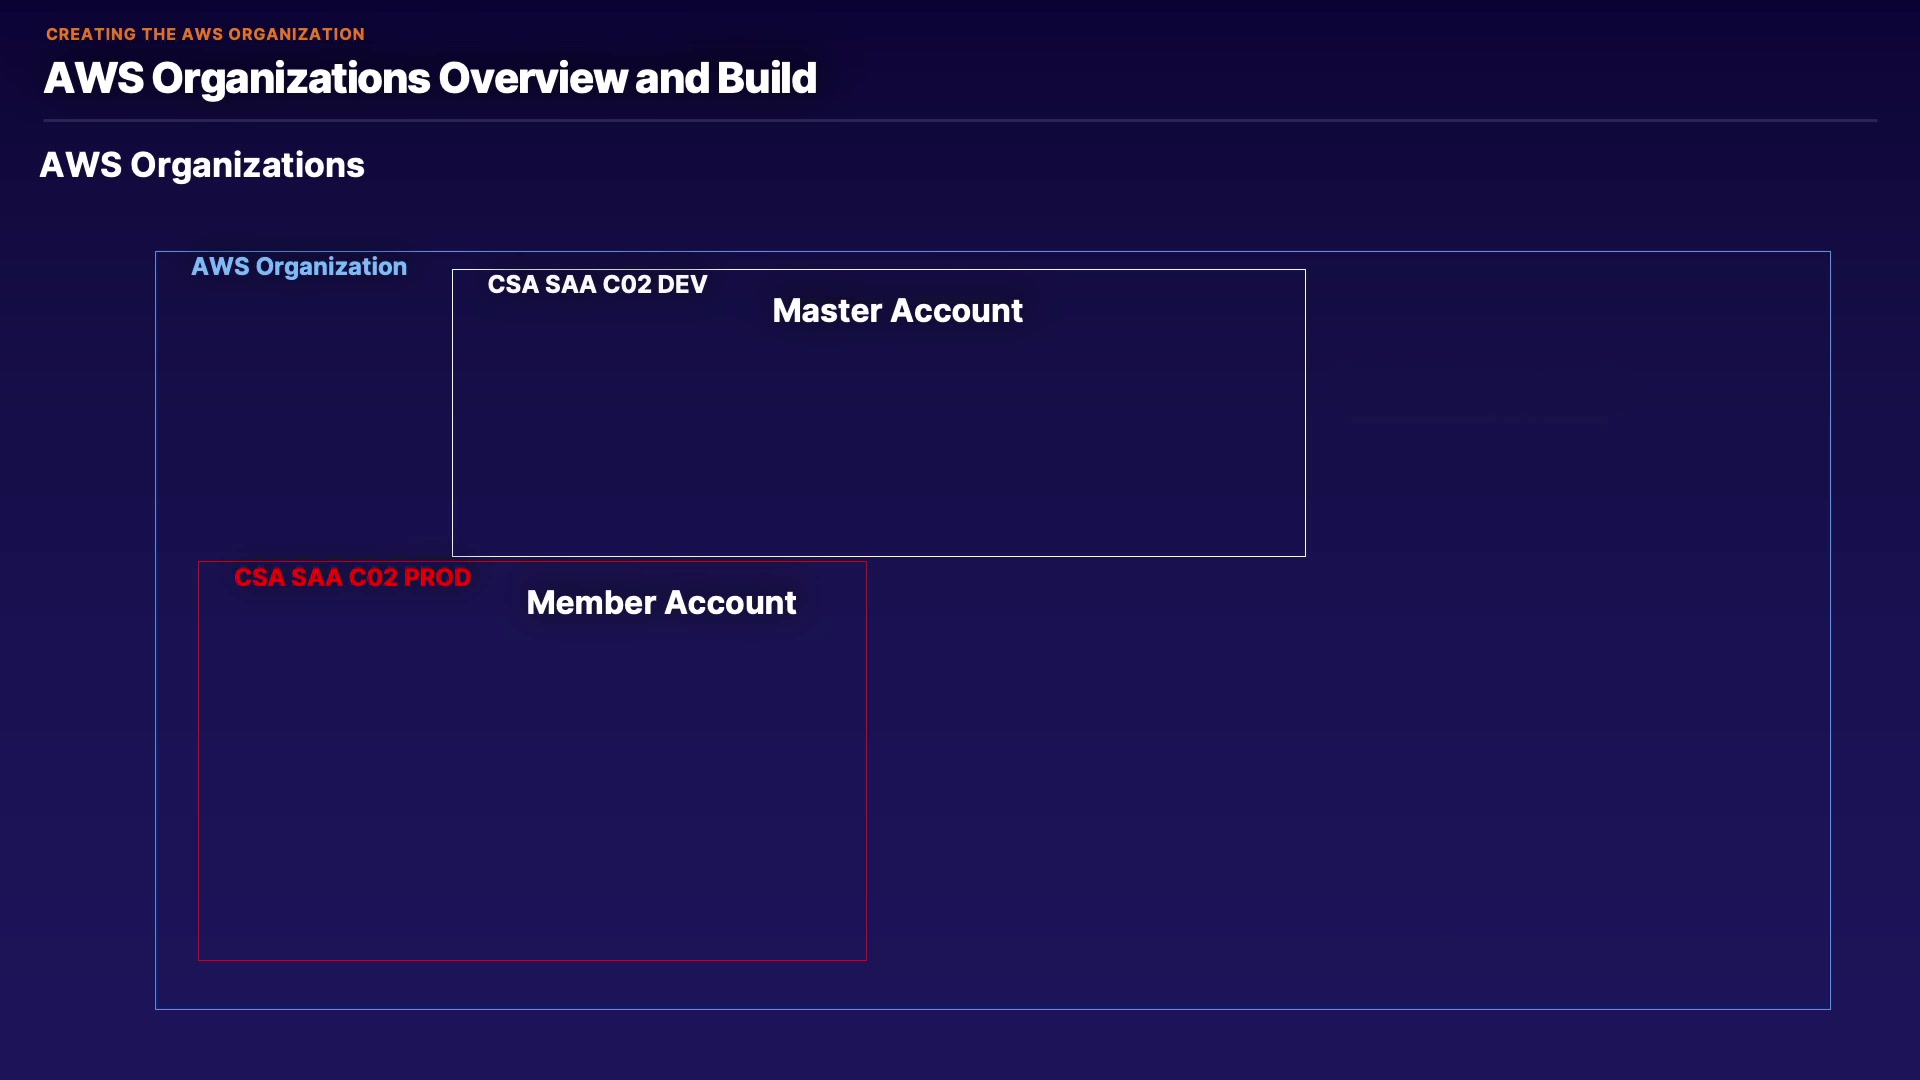 CREATING THE AWS ORGANIZATION
AWS Organizations Overview and Build
AWS Organizations
AWS Organization
CSA SAA C02 DEV
Master Account
CSA SAA C02 PROD
Member Account